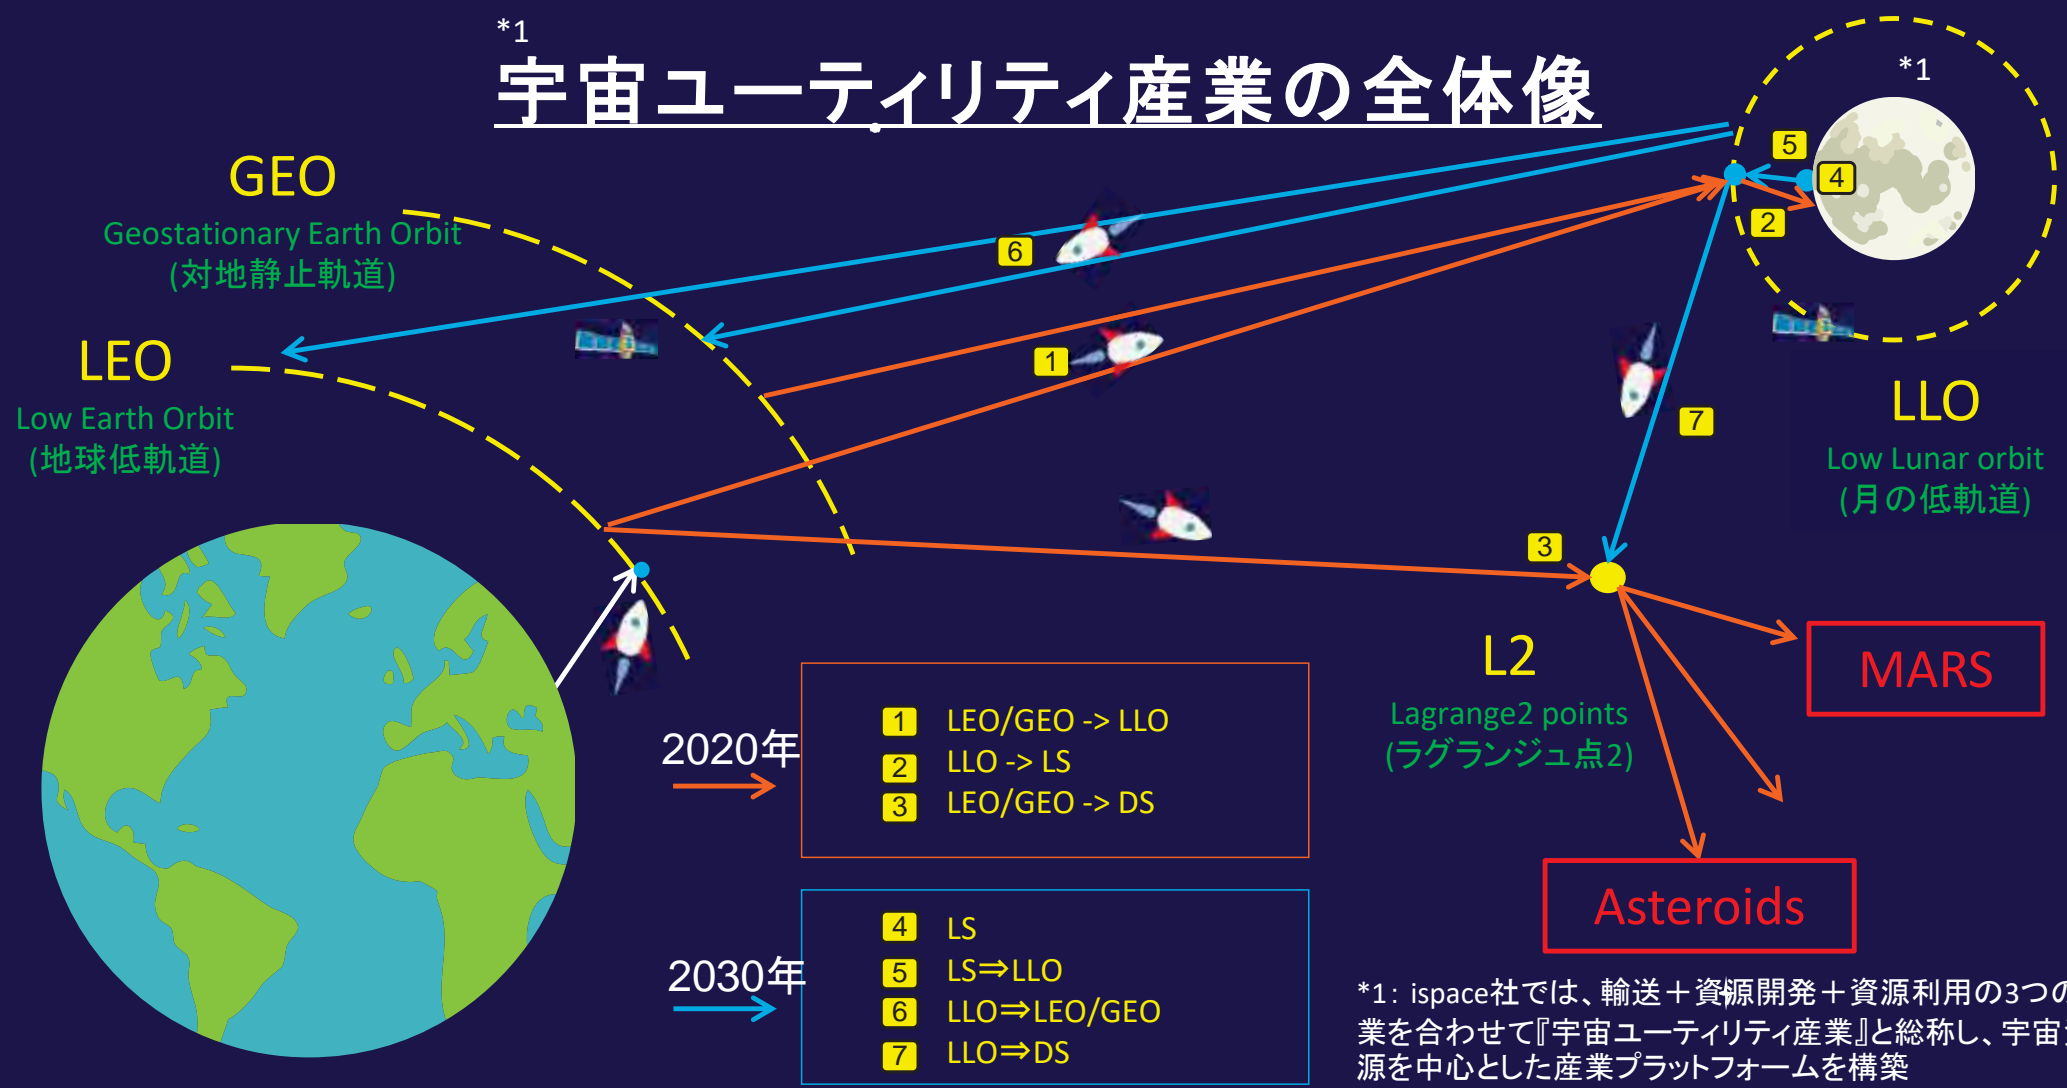 *1
宇宙ユーティリティ産業の全体像
*1
GEO
Geostationary Earth Orbit
(対地静止軌道)
LEO
Low Earth Orbit
(地球低軌道)
5
4
2
6
1
7
3
LLO
Low Lunar orbit
(月の低軌道)
L2
Lagrange2 points
(ラグランジュ点2)
MARS
Asteroids
2020年
1 LEO/GEO -> LLO
2 LLO -> LS
3 LEO/GEO -> DS
2030年
4 LS
5 LS⇒LLO
6 LLO⇒LEO/GEO
7 LLO⇒DS
*1: ispace社では、輸送＋資源開発＋資源利用の3つの
業を合わせて『宇宙ユーティリティ産業』と総称し、宇宙
源を中心とした産業プラットフォームを構築